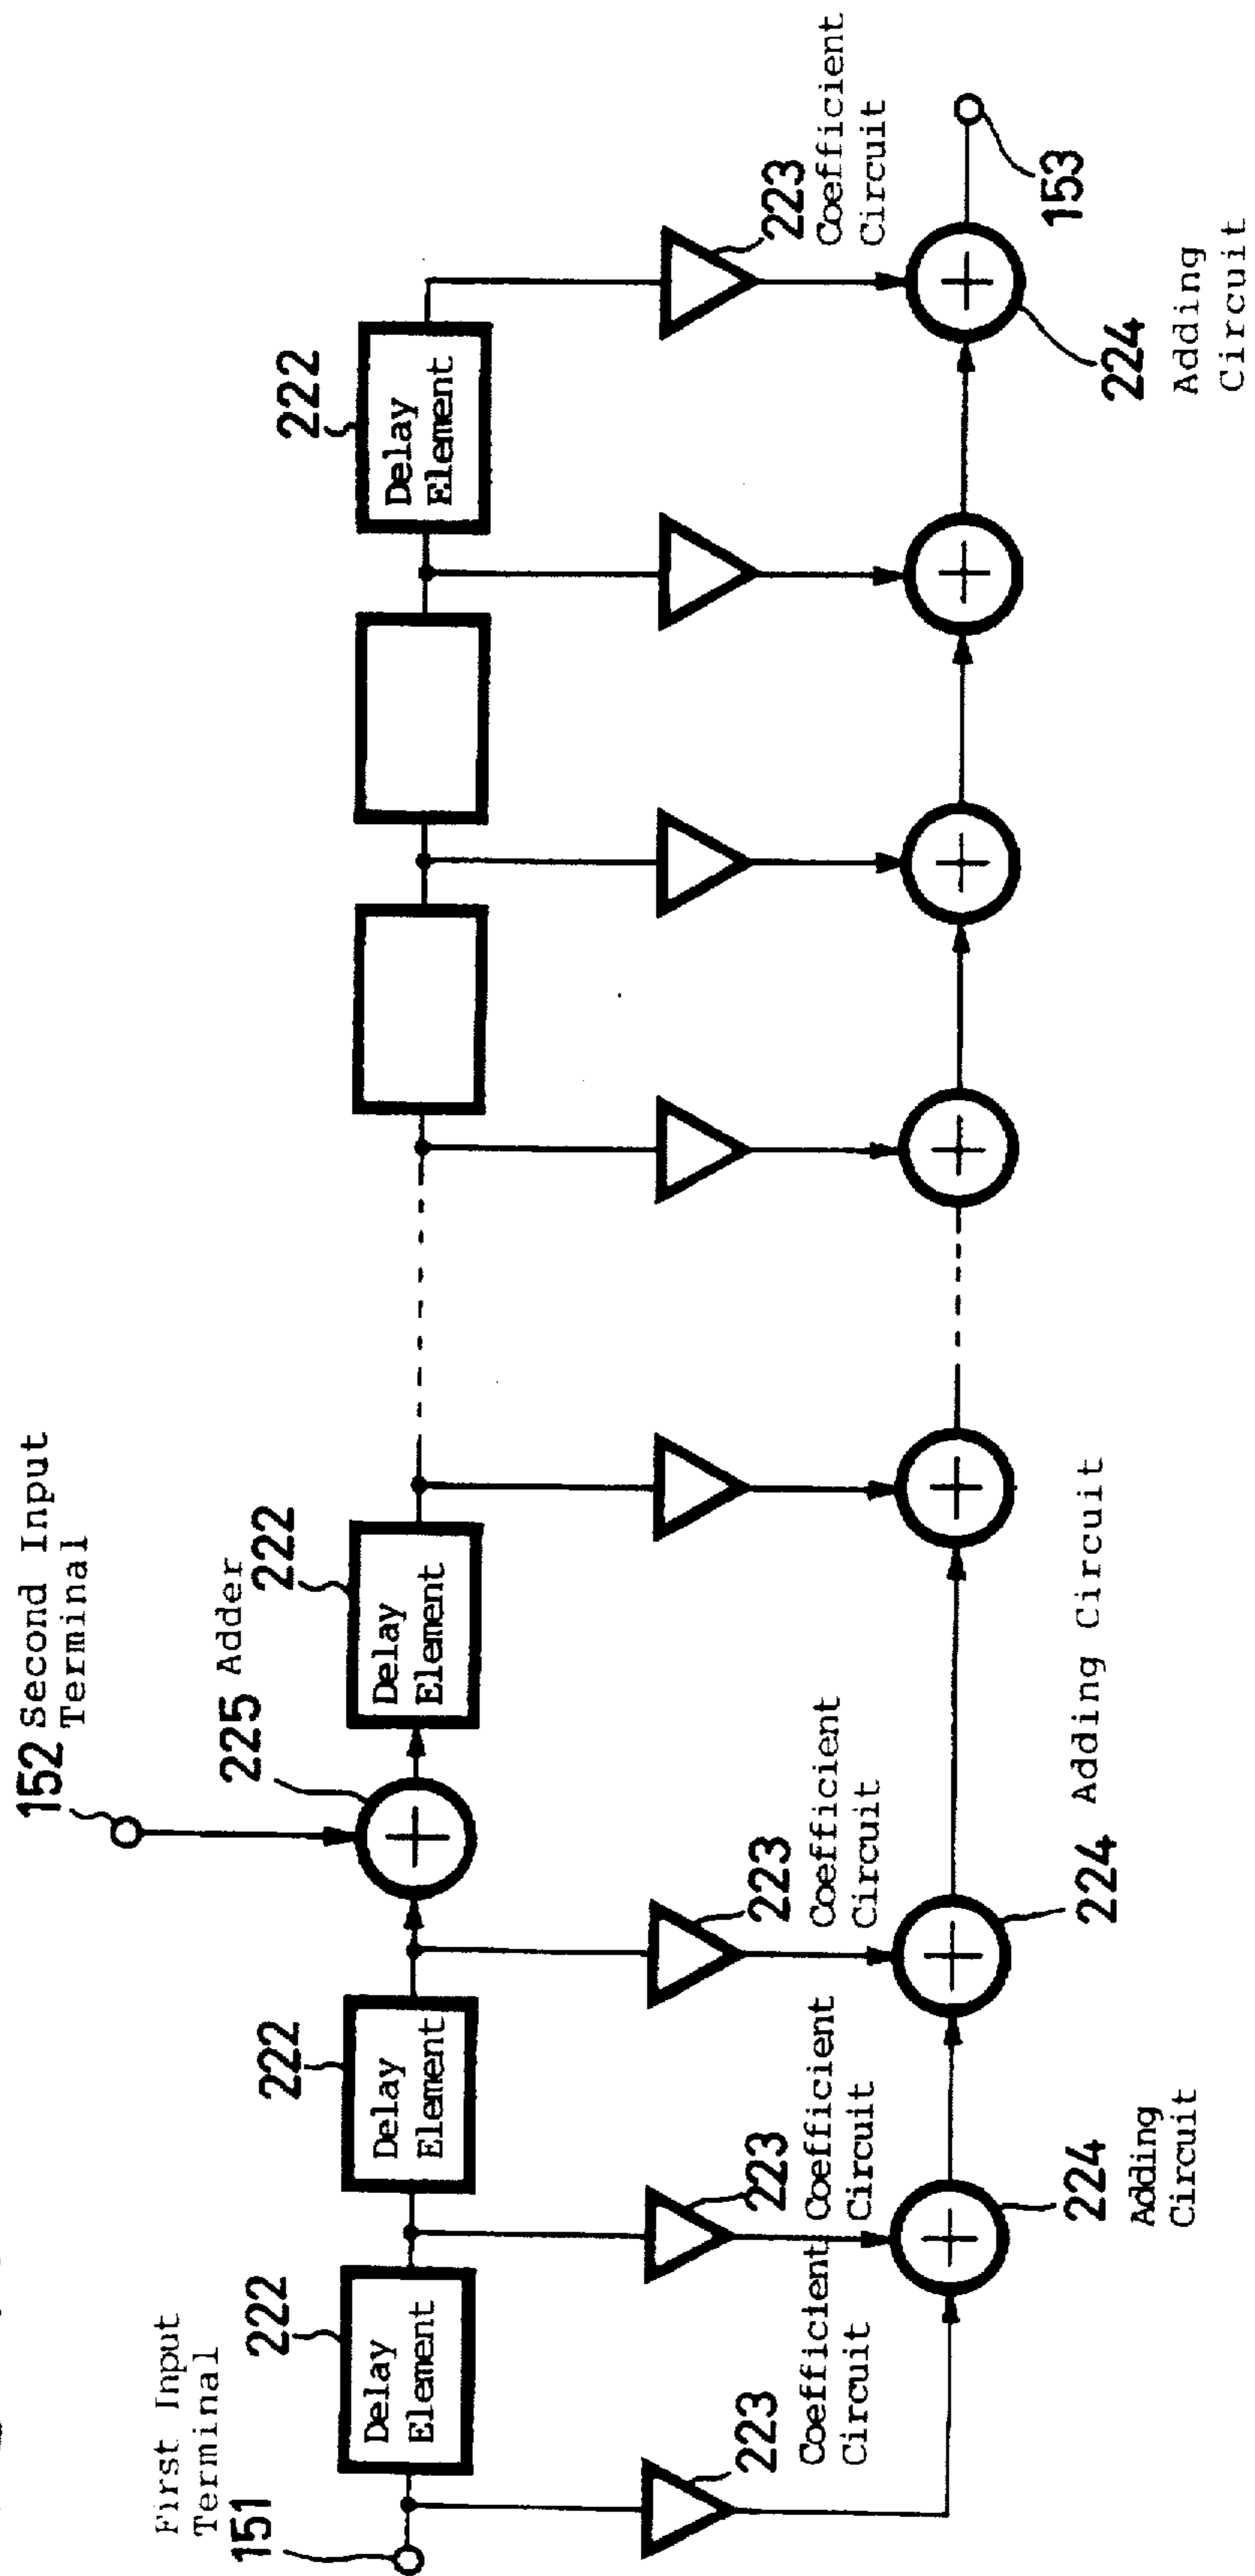 152 Second Input
Terminal
First Input
Terminal
151
225 Adder
222
222
222
222
Delay
Element
Delay
Element
Delay
Element
Delay
Element
223
Coefficient
Circuit
223
Coefficient
Circuit
223
Coefficient
Circuit
223
Coefficient
Circuit
224
Adding
Circuit
224 Adding Circuit
224
Adding
Circuit
153